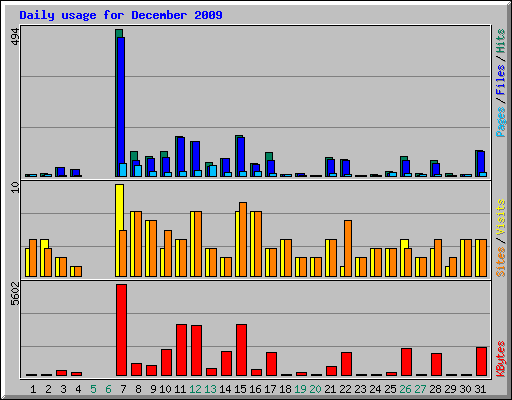 Daily usage for December 2009
494
Pages / Files / Hits
10
Sites / Visits
5602
KBytes
1 2 3 4 5 6 7 8 9 10 11 12 13 14 15 16 17 18 19 20 21 22 23 24 25 26 27 28 29 30 31